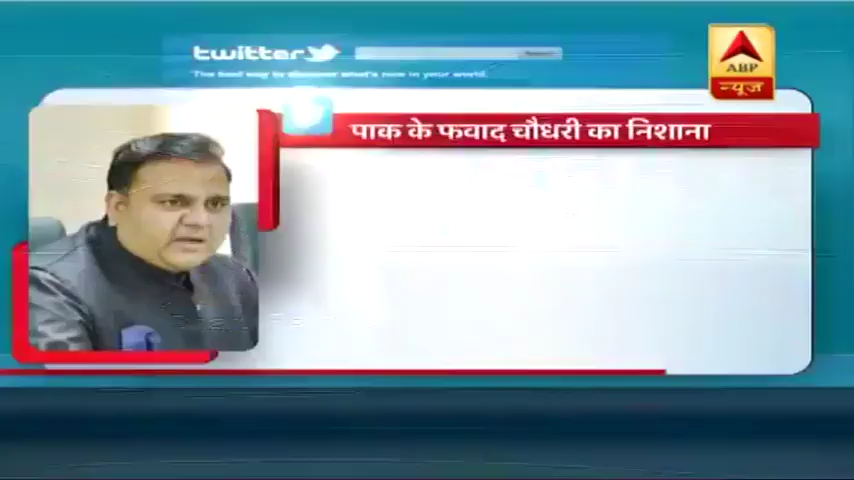 twitter
The best way to discover what's new in your world.
ABP
न्यूज़
पाक के फवाद चौधरी का निशाना